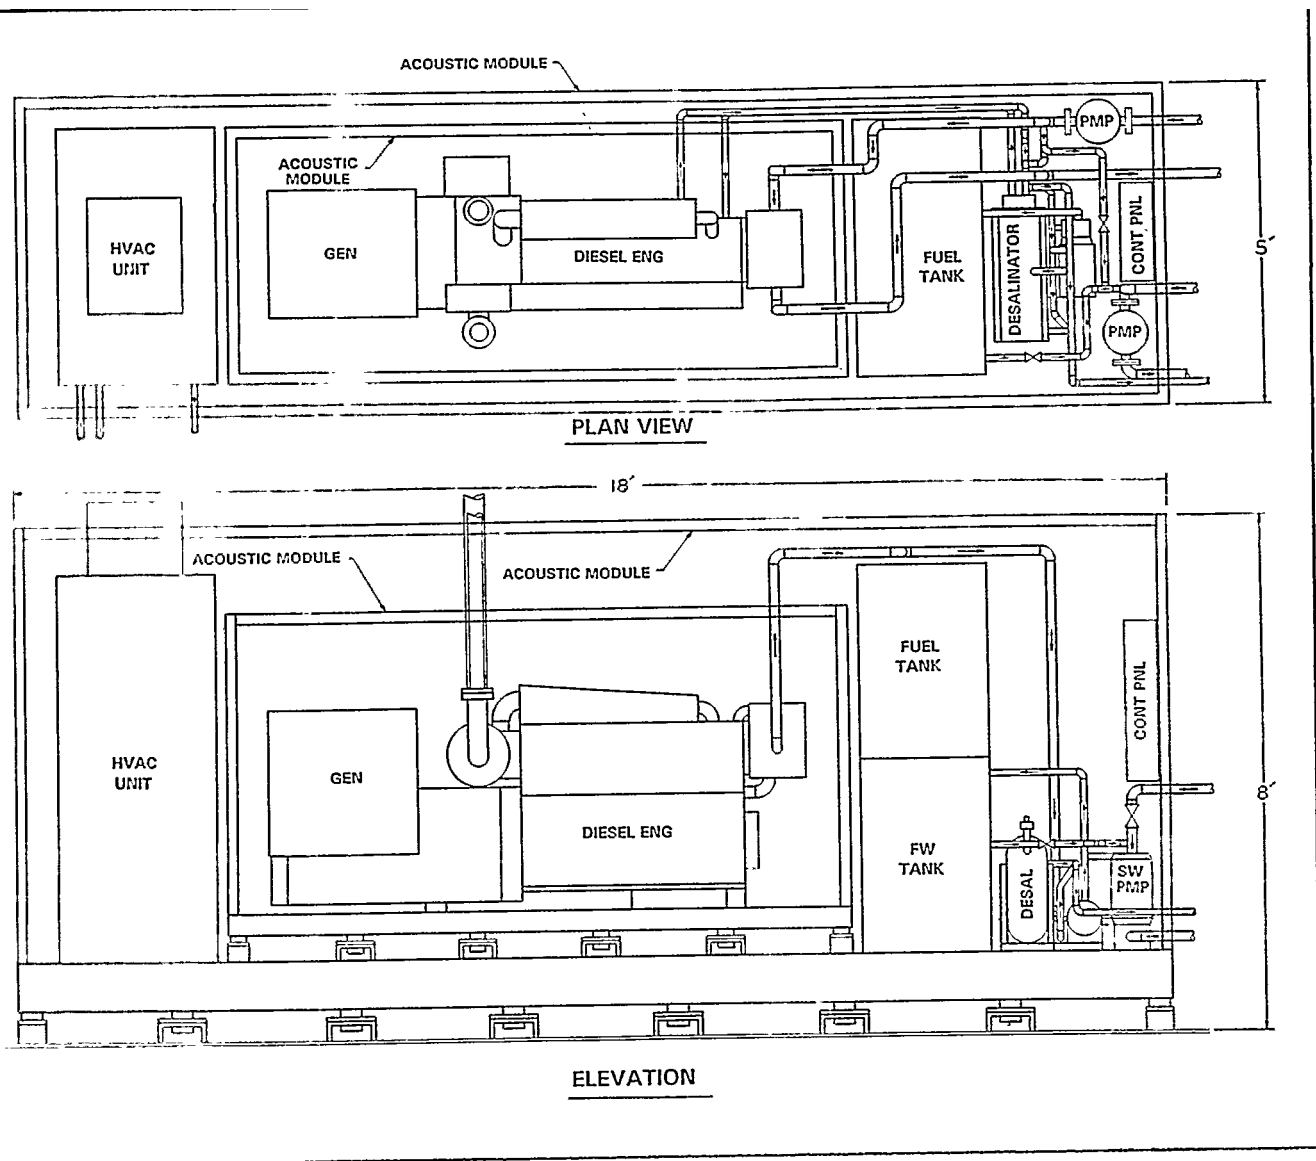 ACOUSTIC MODULE
PMP
ACOUSTIC
MODULE
HVAC
UNIT
GEN
DIESEL ENG
FUEL
TANK
DESALINATOR
CONT PNL
5′
PMP
PLAN VIEW
18′
ACOUSTIC MODULE
ACOUSTIC MODULE
FUEL
TANK
CONT PNL
HVAC
UNIT
GEN
8′
DIESEL ENG
FW
TANK
DESAL
SW
PMP
ELEVATION